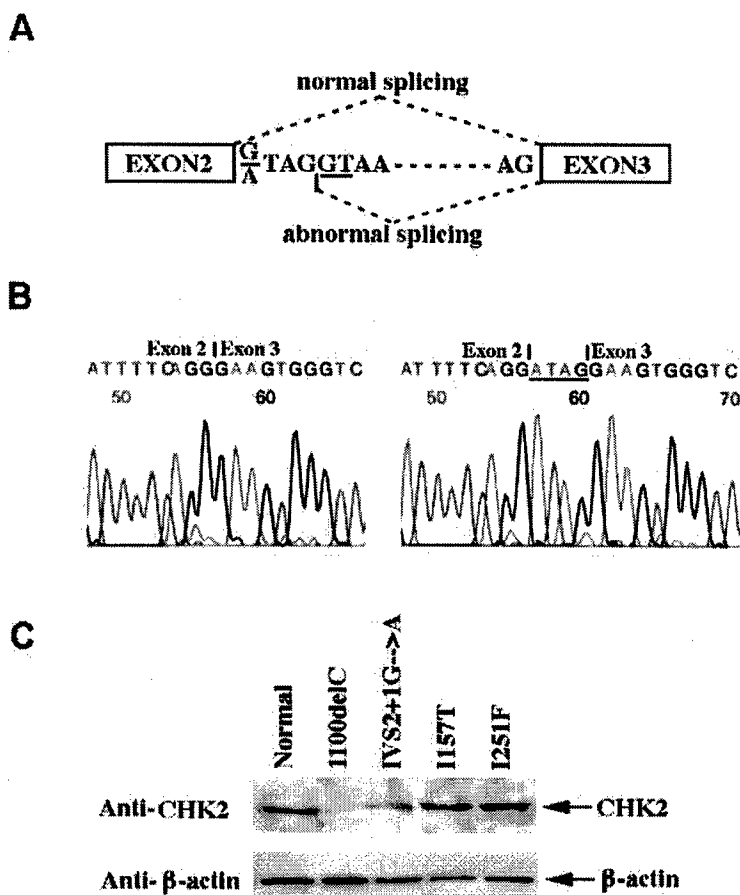 A
normal splicing
EXON2 G/A TAGGTAA AG EXON3
abnormal splicing
B
Exon 2 Exon 3 Exon 2 Exon 3
ATTTTCAGGGAAGTGGGTC ATTTTCAGGATAGGAAGTGGGTC
50 60 50 60 70
C
Normal 1100delC IVS2+1G-->A I157T I251F
Anti-CHK2 CHK2
Anti-β-actin β-actin